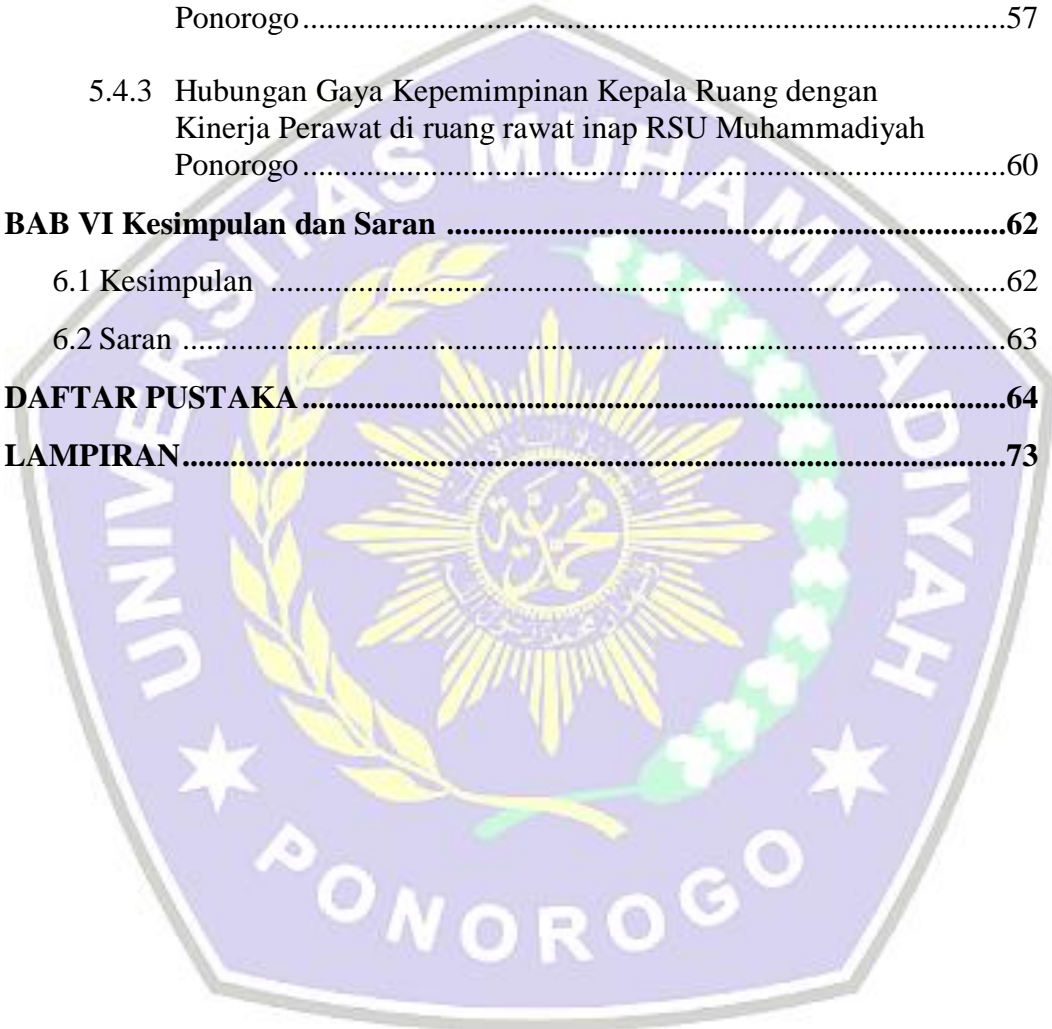 Ponorogo.......................................................................................57
5.4.3 Hubungan Gaya Kepemimpinan Kepala Ruang dengan
Kinerja Perawat di ruang rawat inap RSU Muhammadiyah
Ponorogo.......................................................................................60
BAB VI Kesimpulan dan Saran .....................................................................62
6.1 Kesimpulan ...........................................................................................62
6.2 Saran ......................................................................................................63
DAFTAR PUSTAKA.......................................................................................64
LAMPIRAN......................................................................................................73
UNIVERSITAS MUHAMMADIYAH
PONOROGO
محمدية